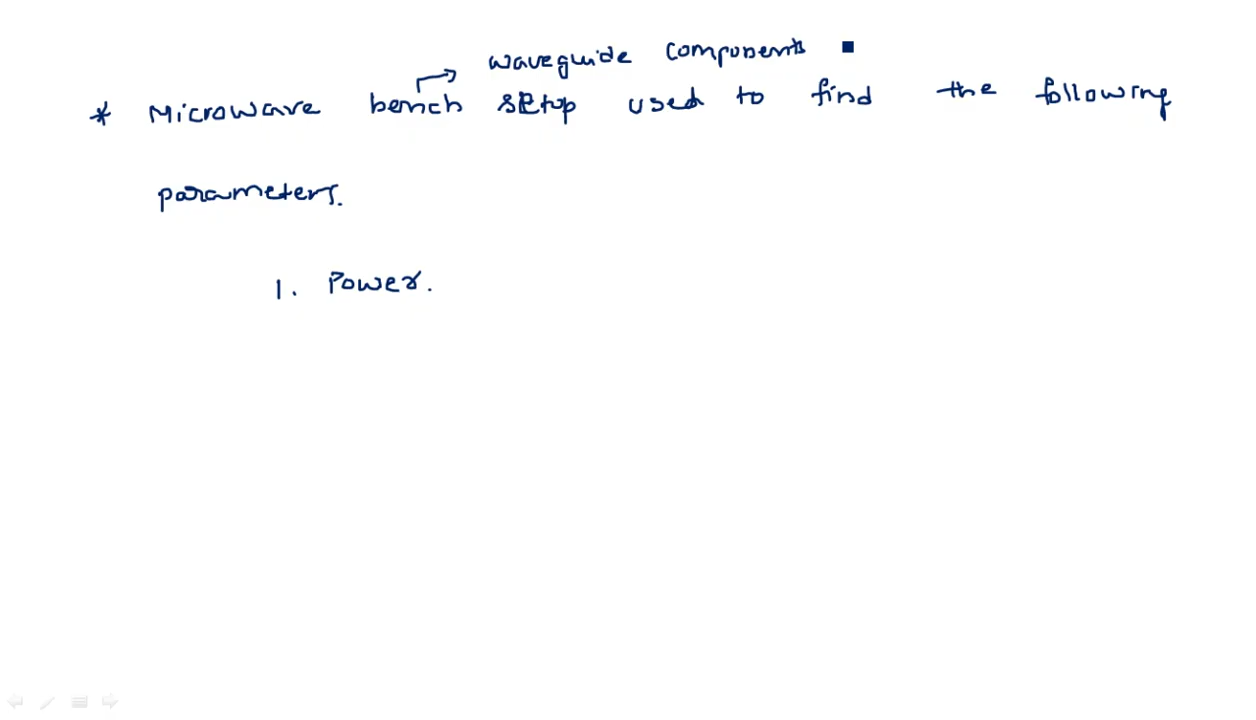 waveguide components
* Microwave bench setup used to find the following
parameters.
1. Power.